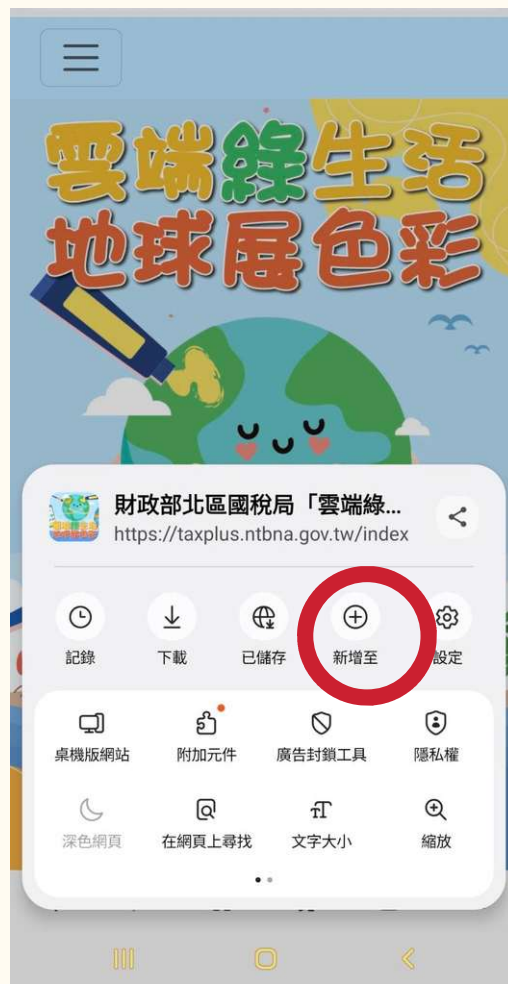 雲端綠生活
地球展色彩
財政部北區國稅局「雲端綠...
https://taxplus.ntbna.gov.tw/index
記錄 下載 已儲存 新增至 設定
桌機版網站 附加元件 廣告封鎖工具 隱私權
深色網頁 在網頁上尋找 文字大小 縮放